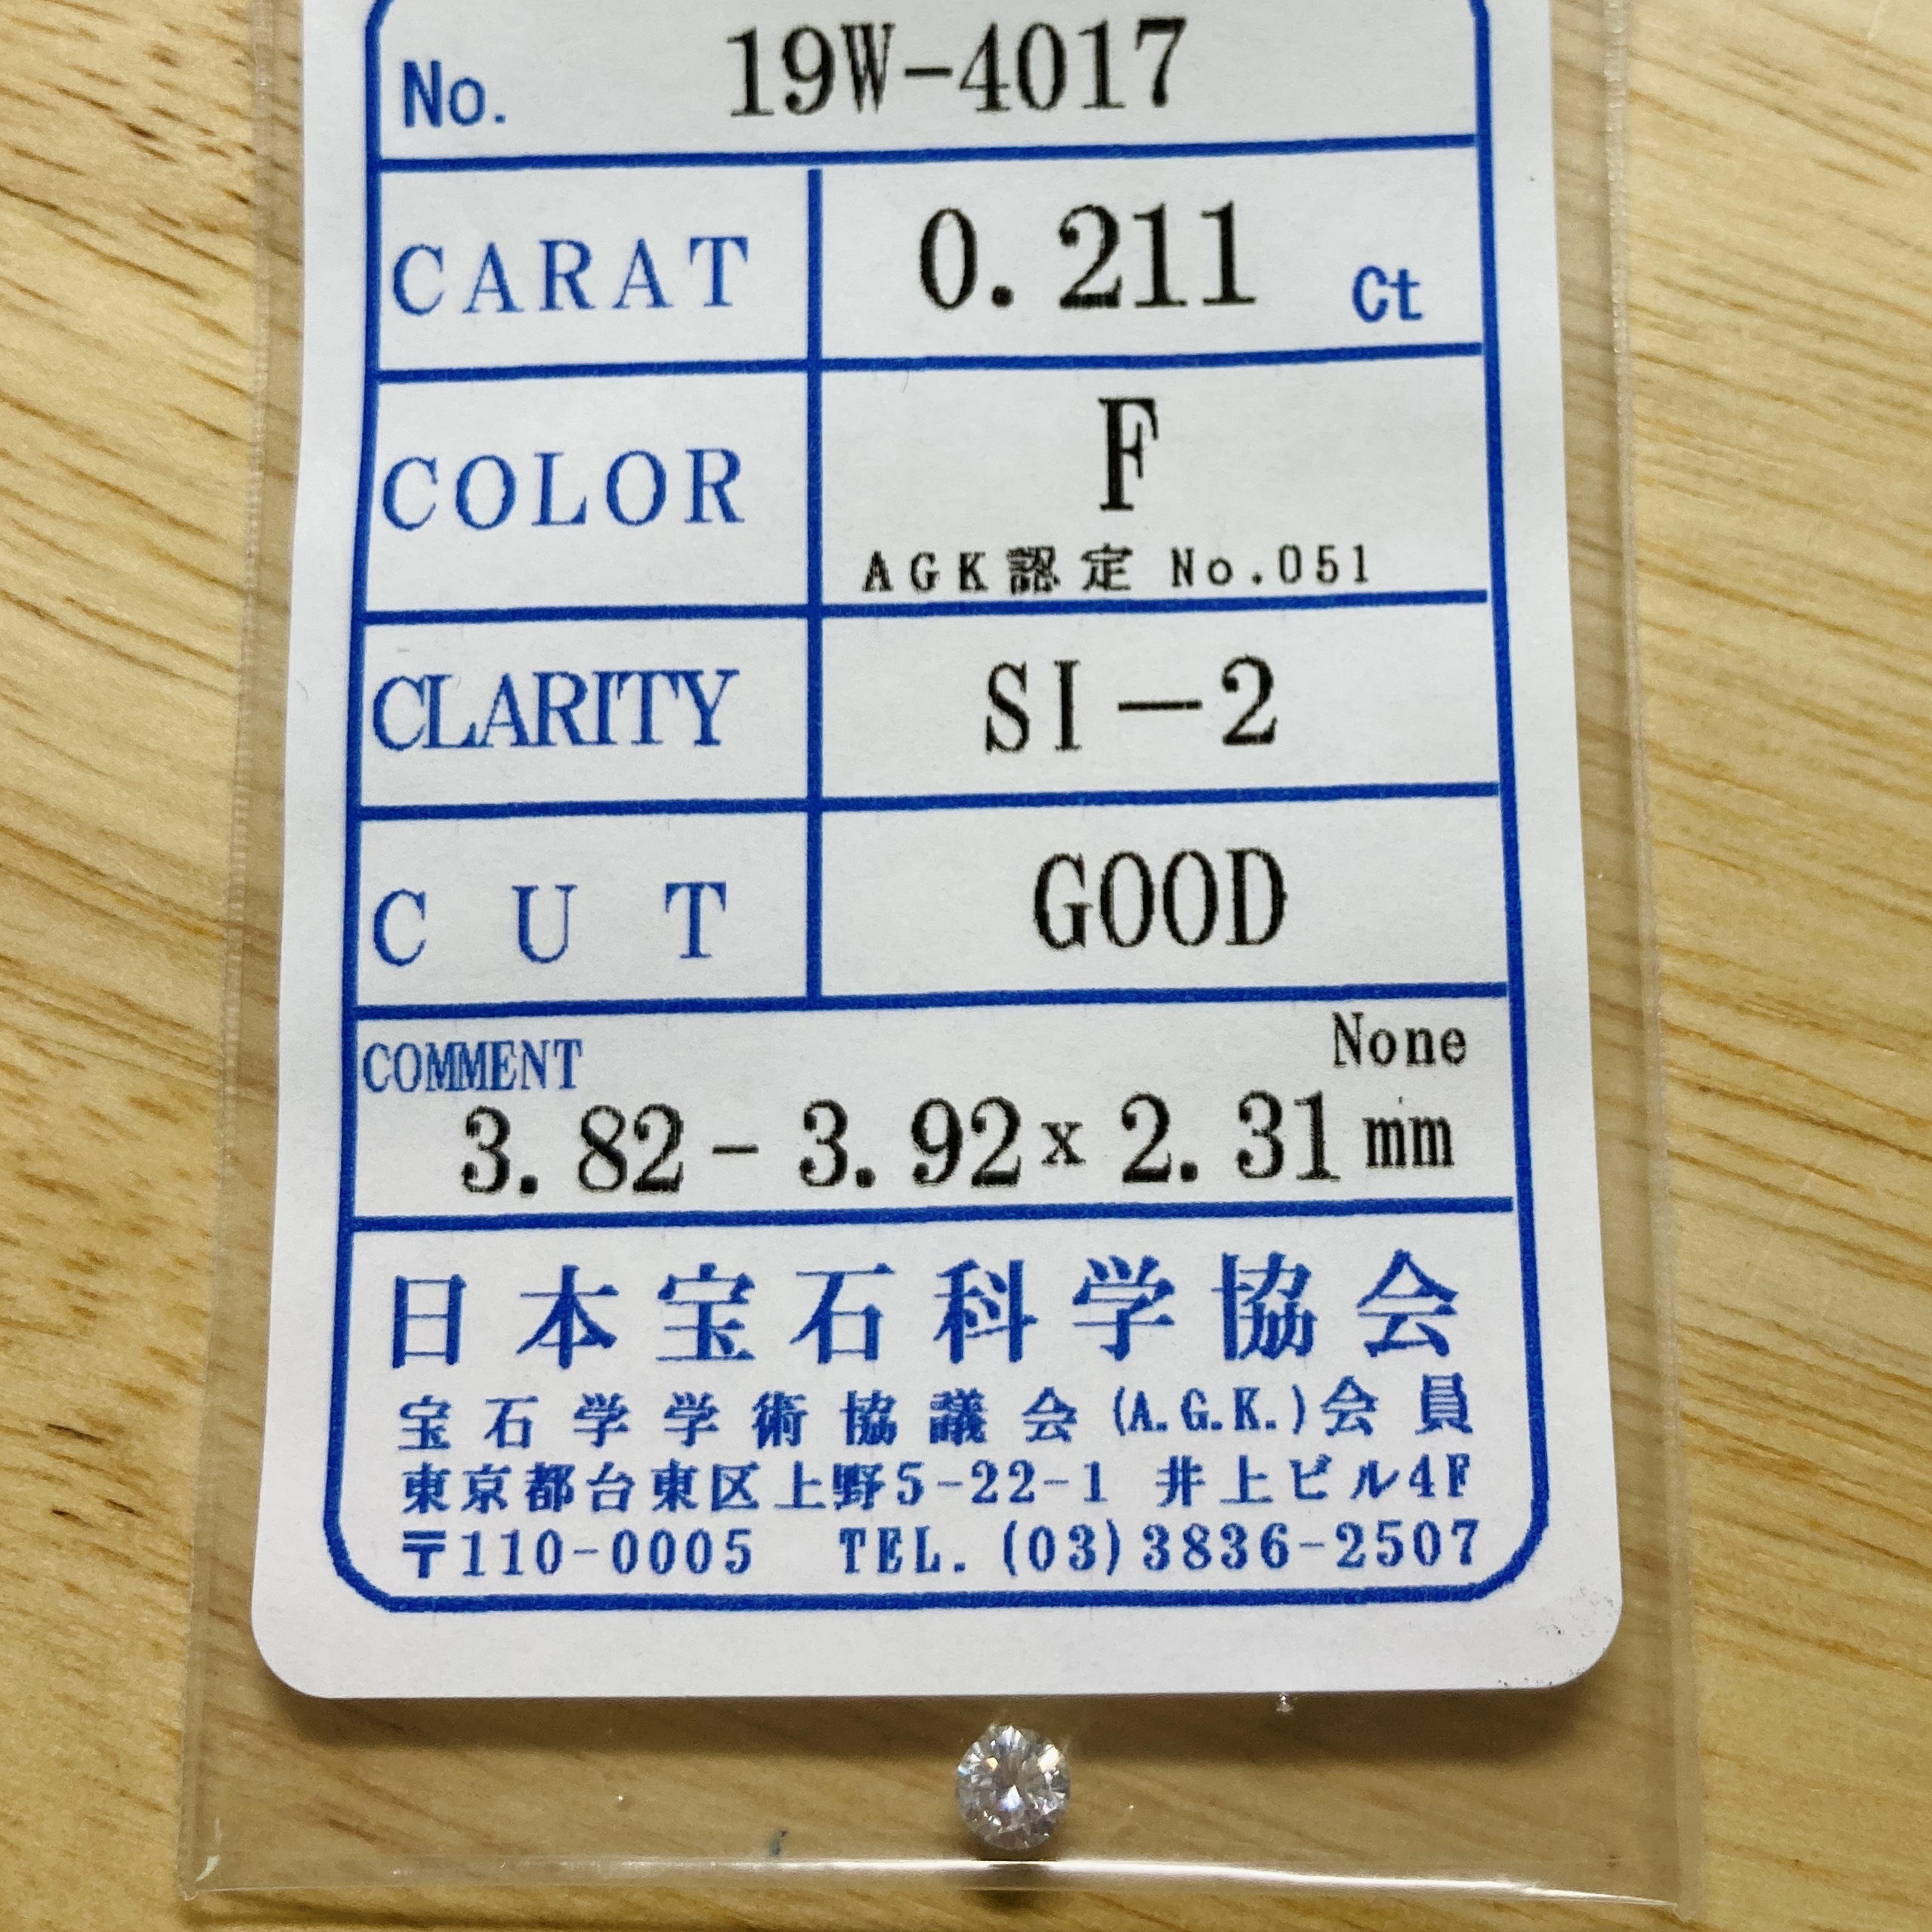 No. 19W-4017
CARAT 0.211 Ct
COLOR F
AGK認定 No.051
CLARITY SI-2
CUT GOOD
COMMENT None
3.82-3.92x2.31mm
日本宝石科学協会
宝石学学術協議会(A.G.K.)会員
東京都台東区上野5-22-1 井上ビル4F
〒110-0005 TEL.(03)3836-2507